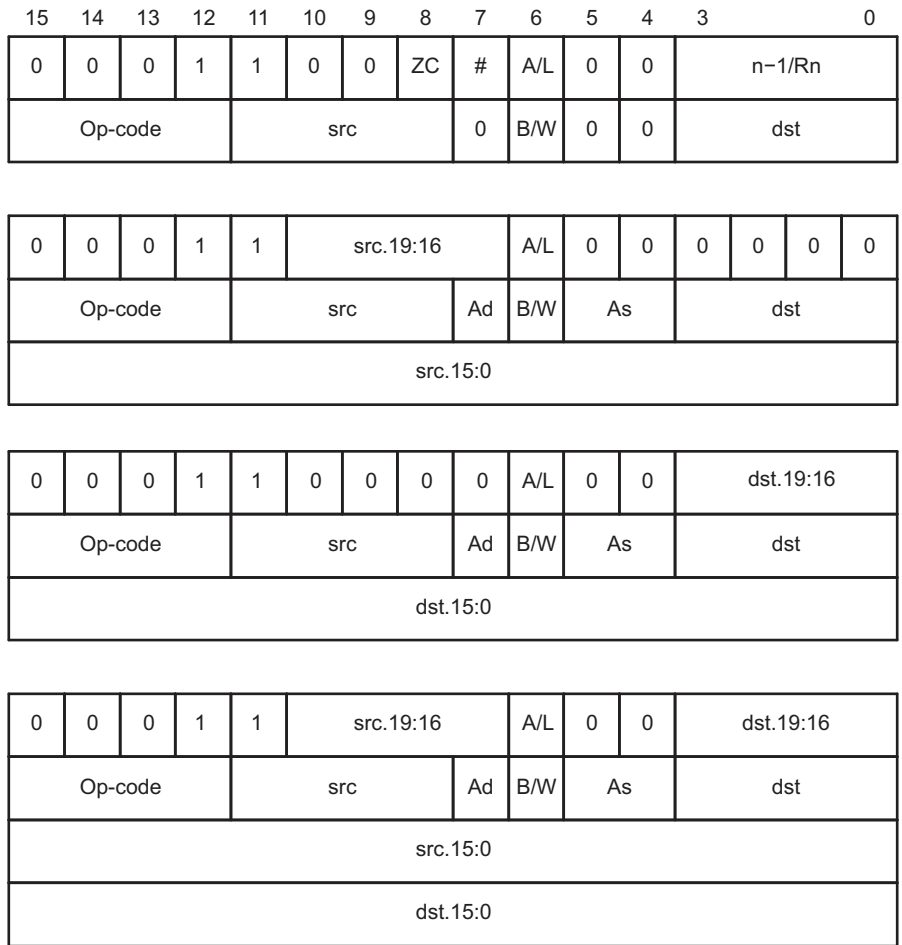 15 14 13 12 11 10 9 8 7 6 5 4 3 0
0 0 0 1 1 0 0 ZC # A/L 0 0 n−1/Rn
Op-code src 0 B/W 0 0 dst
0 0 0 1 1 src.19:16 A/L 0 0 0 0 0 0
Op-code src Ad B/W As dst
src.15:0
0 0 0 1 1 0 0 0 0 A/L 0 0 dst.19:16
Op-code src Ad B/W As dst
dst.15:0
0 0 0 1 1 src.19:16 A/L 0 0 dst.19:16
Op-code src Ad B/W As dst
src.15:0
dst.15:0